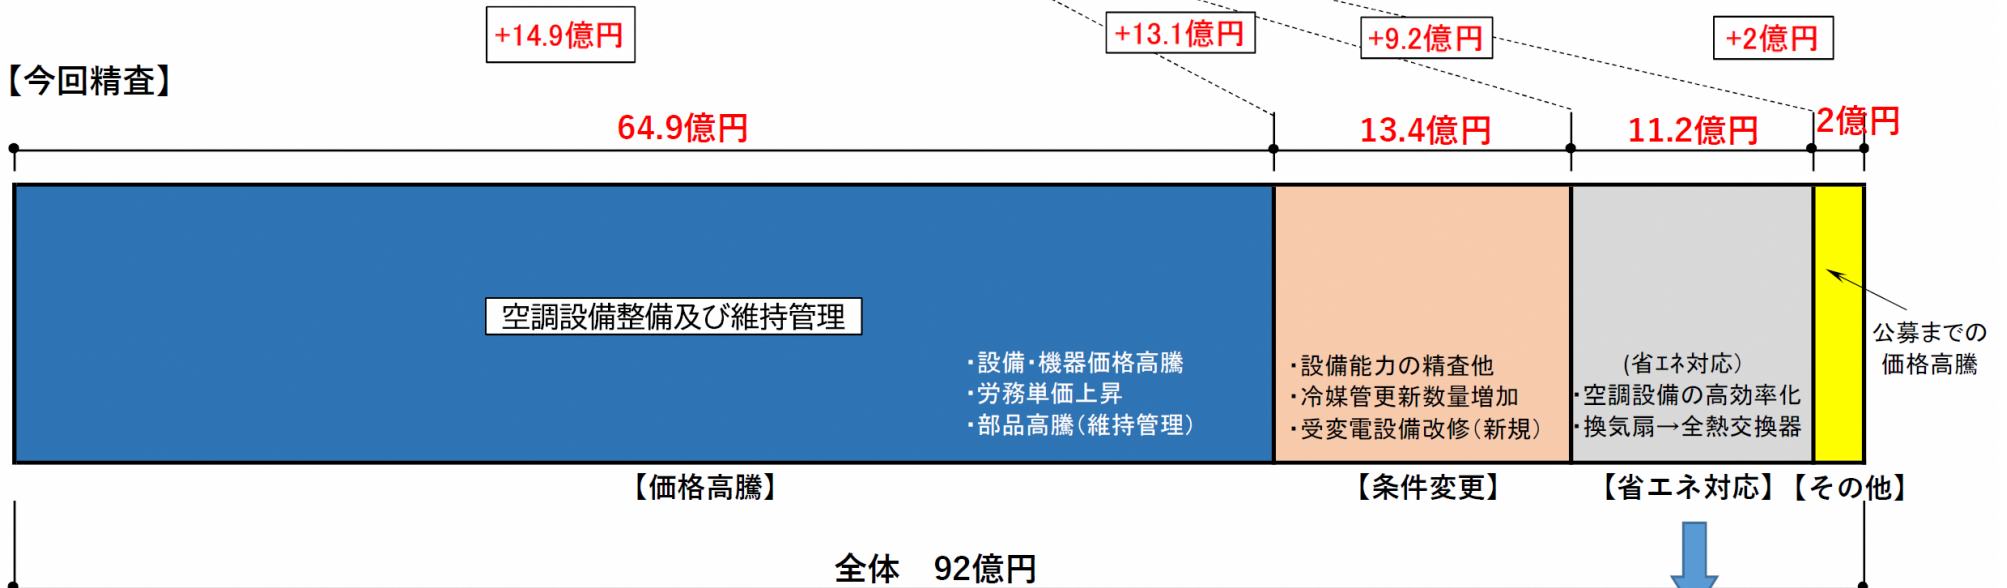 +14.9億円
+13.1億円
+9.2億円
+2億円
【今回精査】
64.9億円
13.4億円
11.2億円
2億円
空調設備整備及び維持管理
・設備・機器価格高騰
・労務単価上昇
・部品高騰（維持管理）
・設備能力の精査他
・冷媒管更新数量増加
・受変電設備改修（新規）
(省ｴﾈ対応）
・空調設備の高効率化
・換気扇→全熱交換器
公募までの
価格高騰
【価格高騰】
【条件変更】
【省エネ対応】
【その他】
全体　92億円